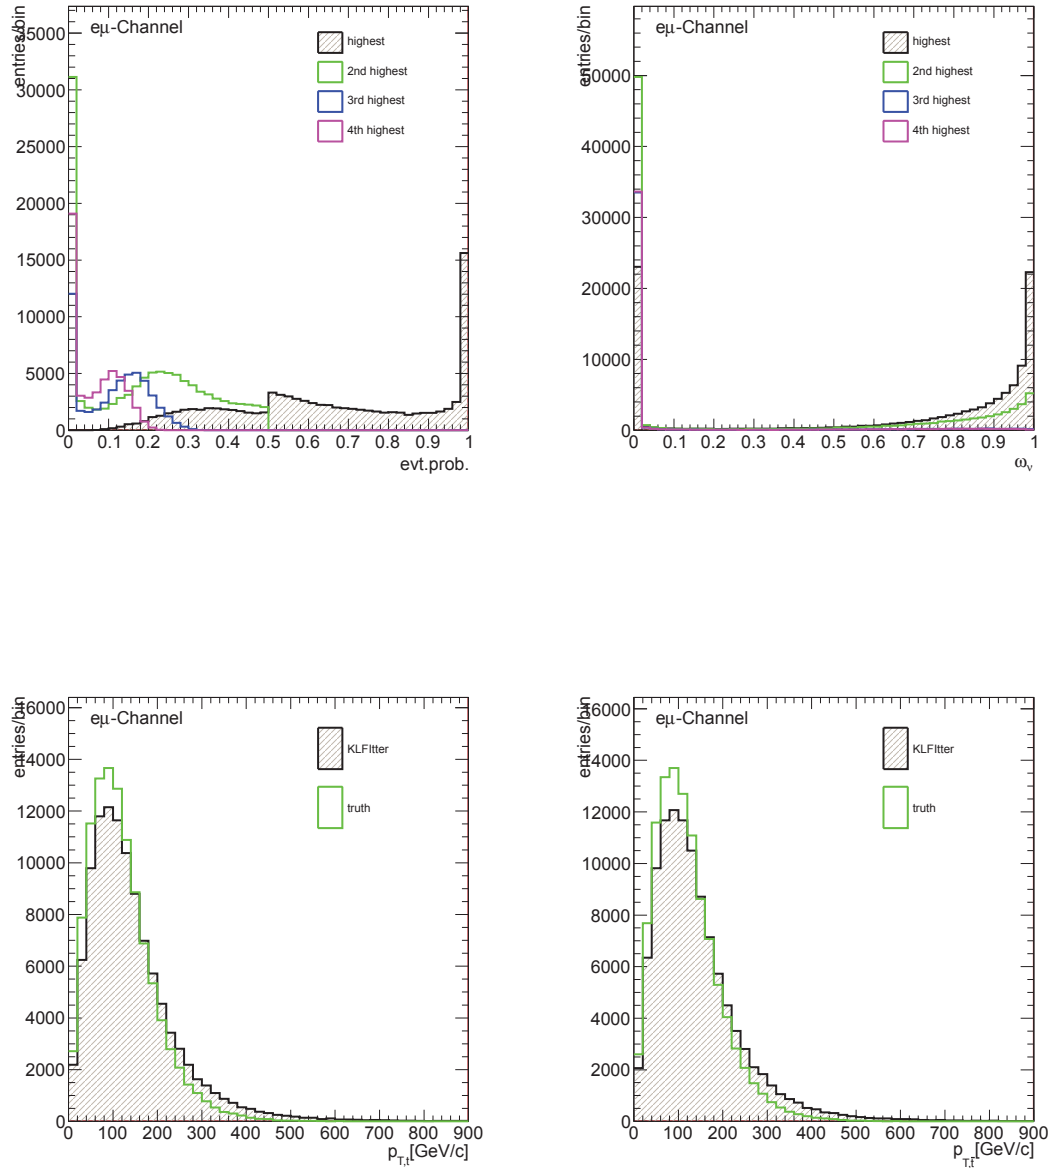 entries/bin
eμ-Channel
highest
2nd highest
3rd highest
4th highest
35000
30000
25000
20000
15000
10000
5000
0
0 0.1 0.2 0.3 0.4 0.5 0.6 0.7 0.8 0.9 1
evt.prob.
entries/bin
eμ-Channel
highest
2nd highest
3rd highest
4th highest
50000
40000
30000
20000
10000
0
0 0.1 0.2 0.3 0.4 0.5 0.6 0.7 0.8 0.9 1
ων
entries/bin
eμ-Channel
KLFItter
truth
16000
14000
12000
10000
8000
6000
4000
2000
0
0 100 200 300 400 500 600 700 800 900
pT,t[GeV/c]
entries/bin
eμ-Channel
KLFItter
truth
16000
14000
12000
10000
8000
6000
4000
2000
0
0 100 200 300 400 500 600 700 800 900
pT,t̄[GeV/c]